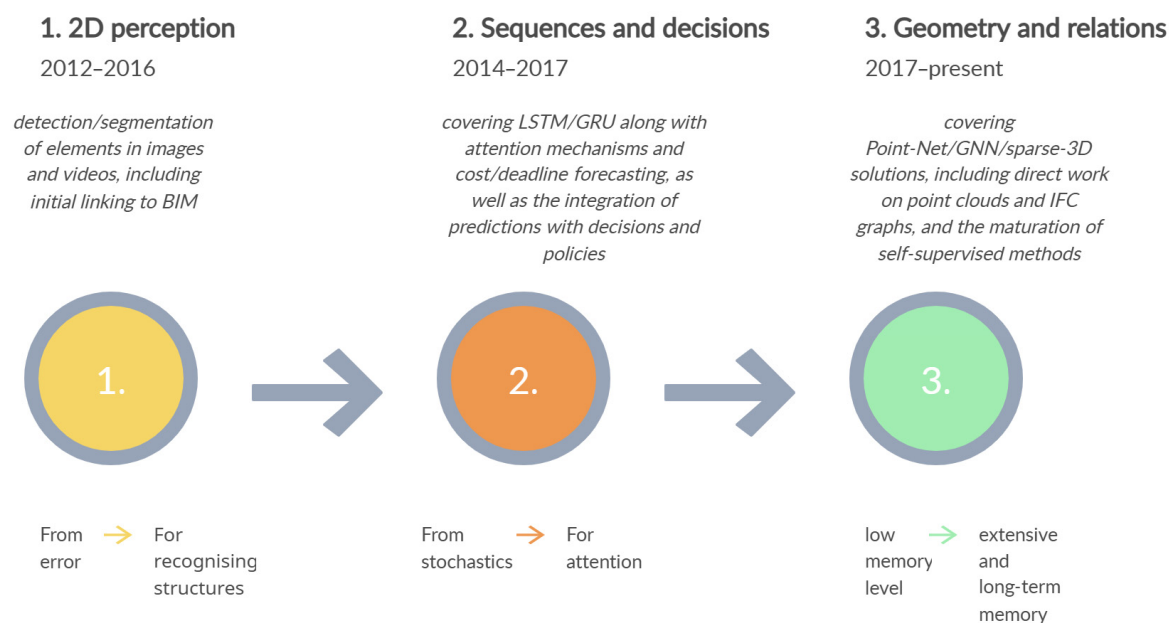 1. 2D perception
2012–2016
detection/segmentation
of elements in images
and videos, including
initial linking to BIM
1.
From
error
For
recognising
structures
2. Sequences and decisions
2014–2017
covering LSTM/GRU along with
attention mechanisms and
cost/deadline forecasting, as
well as the integration of
predictions with decisions and
policies
2.
From
stochastics
For
attention
3. Geometry and relations
2017–present
covering
Point-Net/GNN/sparse-3D
solutions, including direct work
on point clouds and IFC
graphs, and the maturation of
self-supervised methods
3.
low
memory
level
extensive
and
long-term
memory